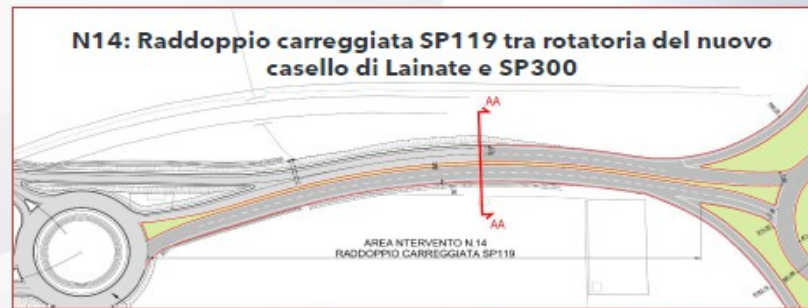 N14: Raddoppio carreggiata SP119 tra rotatoria del nuovo
casello di Lainate e SP300
AA
AA
AREA NTERVENTO N.14
RADDOPPIO CARREGGIATA SP119